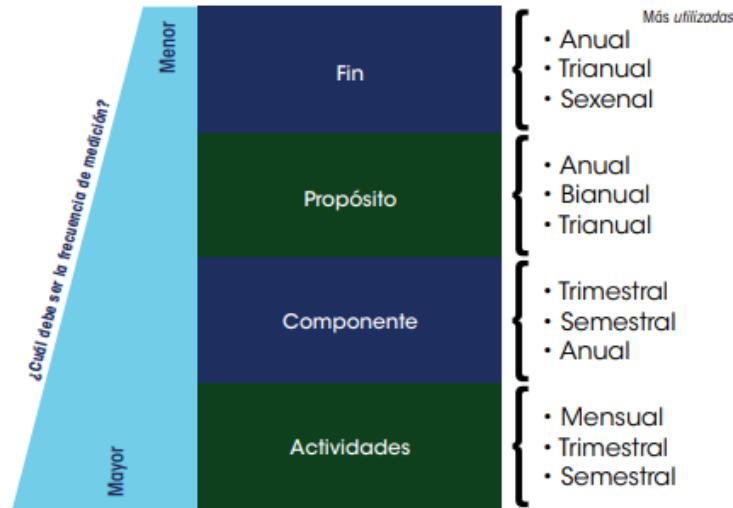 Más utilizadas
¿Cuál debe ser la frecuencia de medición?
Menor
Mayor
Fin
• Anual
• Trianual
• Sexenal
Propósito
• Anual
• Bianual
• Trianual
Componente
• Trimestral
• Semestral
• Anual
Actividades
• Mensual
• Trimestral
• Semestral